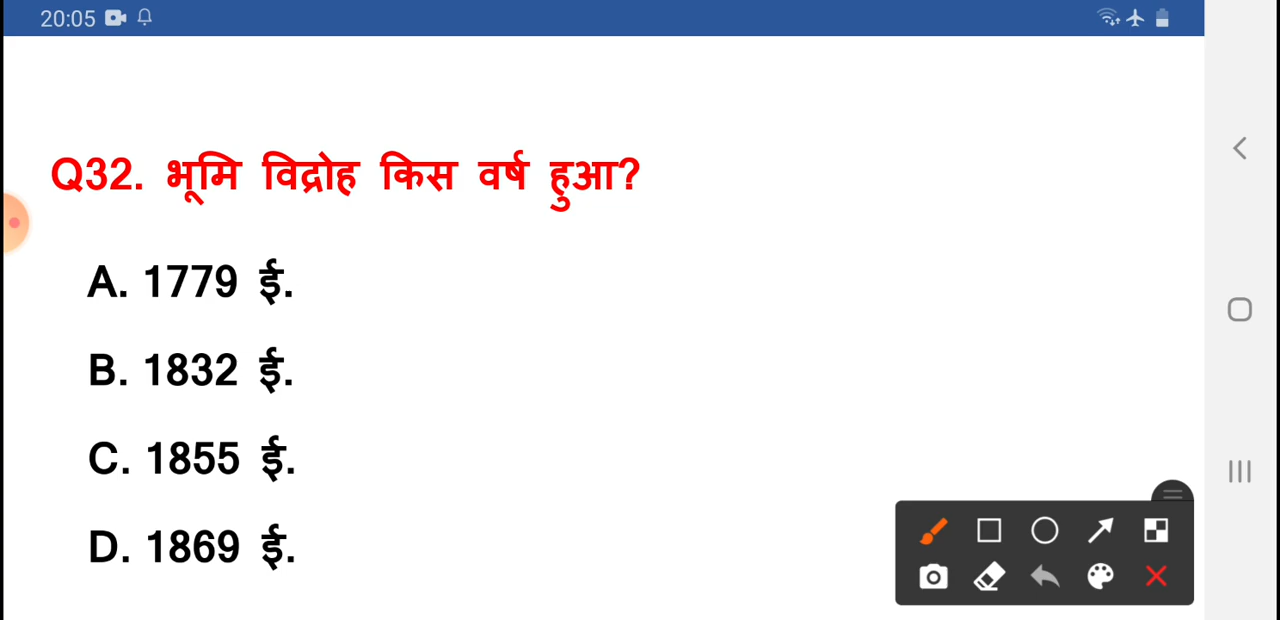 20:05
Q32. भूमि विद्रोह किस वर्ष हुआ?
A. 1779 ई.
B. 1832 ई.
C. 1855 ई.
D. 1869 ई.